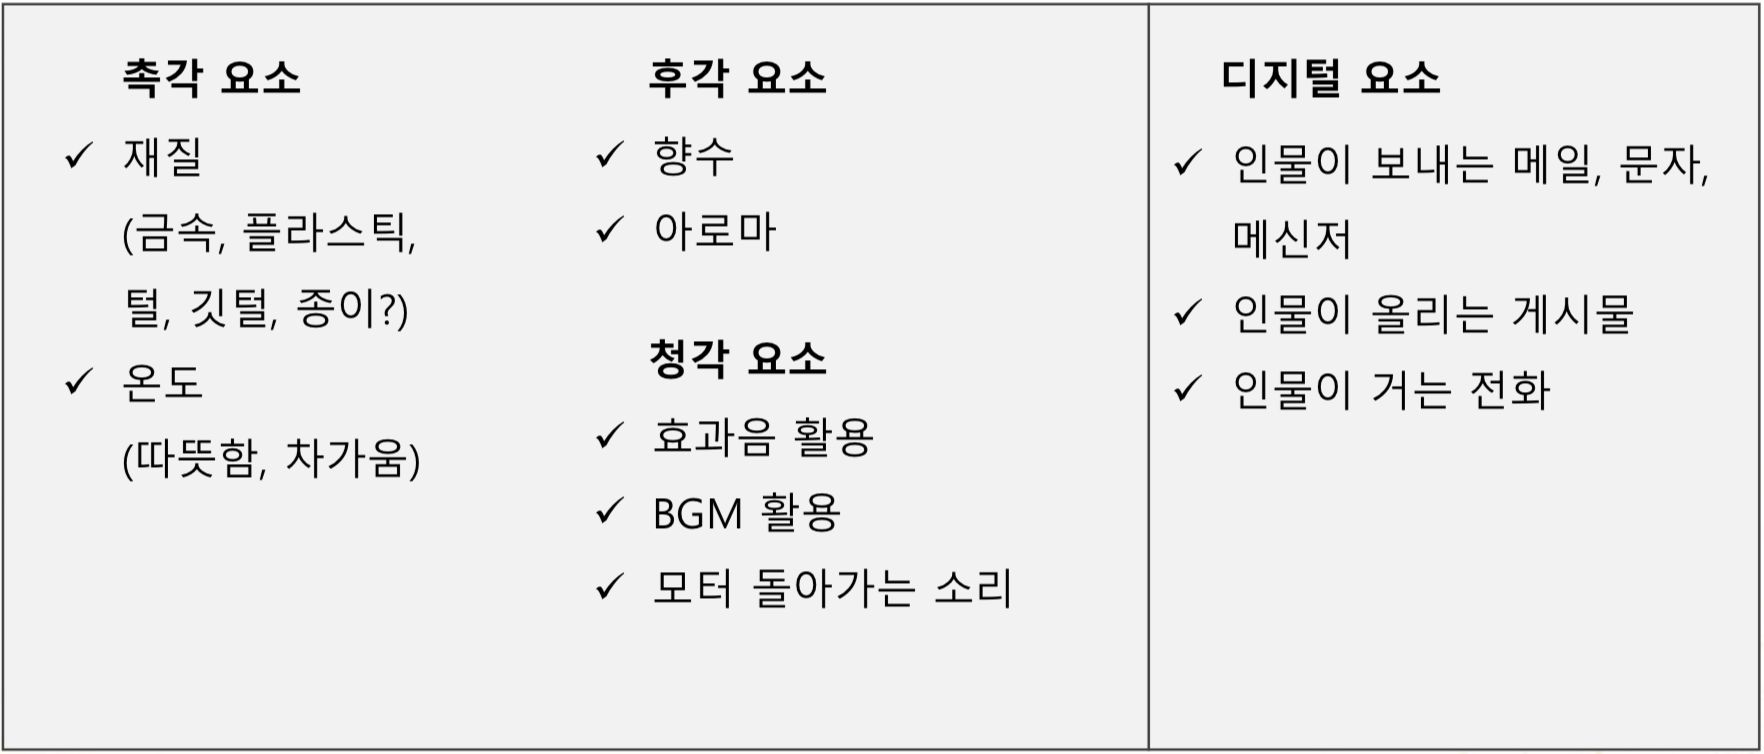 촉각 요소
✓ 재질
(금속, 플라스틱,
털, 깃털, 종이?)
✓ 온도
(따뜻함, 차가움)
후각 요소
✓ 향수
✓ 아로마
청각 요소
✓ 효과음 활용
✓ BGM 활용
✓ 모터 돌아가는 소리
디지털 요소
✓ 인물이 보내는 메일, 문자,
메신저
✓ 인물이 올리는 게시물
✓ 인물이 거는 전화